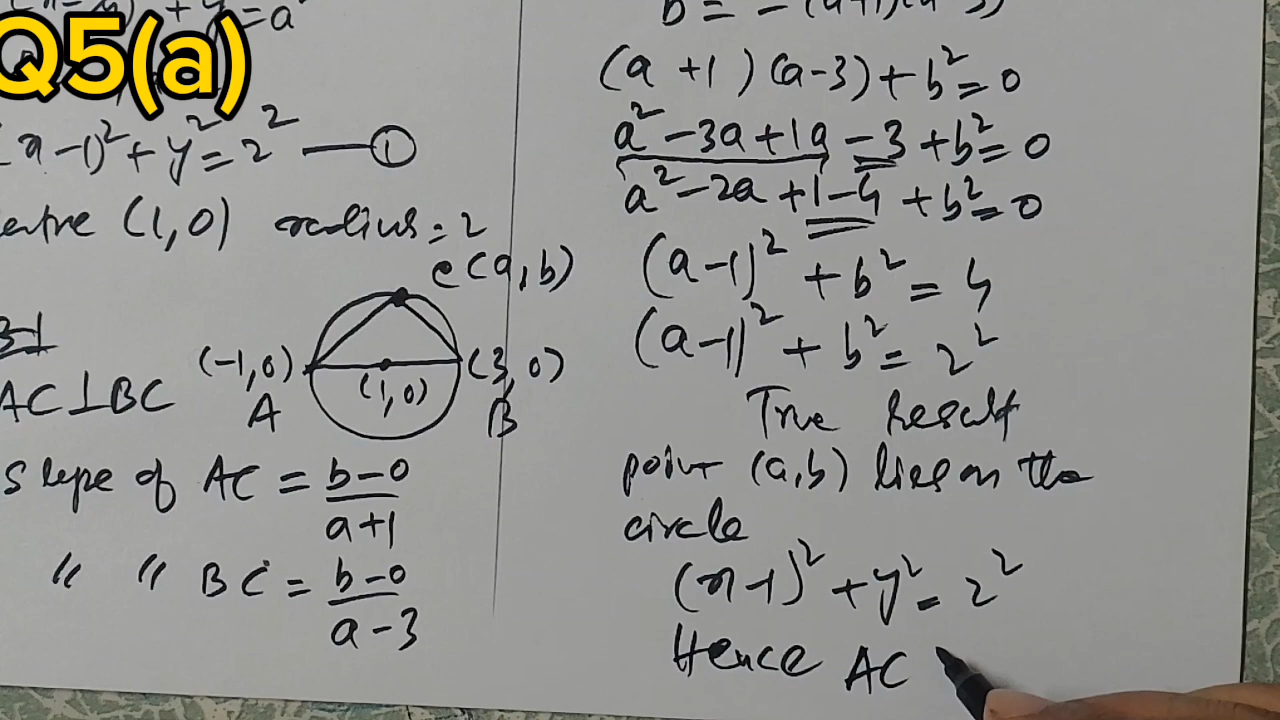 Q5(a)
(x-1)² + y² = 2² — ①
centre (1,0) radius = 2
c(a,b)
AC⊥BC
(-1,0)
A
(1,0)
(3,0)
B
Slope of AC = b-0/a+1
" " BC = b-0/a-3
(a+1)(a-3)+b²=0
a²-3a+1a-3+b²=0
a²-2a+1-4+b²=0
(a-1)²+b²=4
(a-1)²+b²=2²
True Result
point (a,b) lies on the
circle
(x-1)²+y²=2²
Hence AC